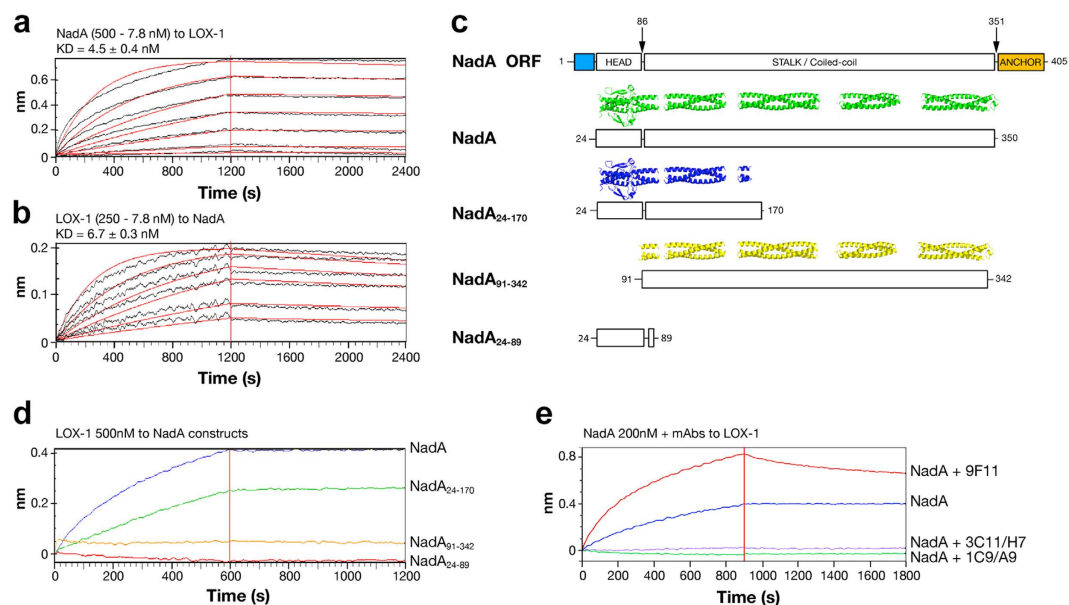 a
NadA (500 - 7.8 nM) to LOX-1
KD = 4.5 ± 0.4 nM
nm
0.6
0.2
0
0 400 800 1200 1600 2000 2400
Time (s)
b
LOX-1 (250 - 7.8 nM) to NadA
KD = 6.7 ± 0.3 nM
nm
0.2
0.1
0
0 400 800 1200 1600 2000 2400
Time (s)
c
86 351
NadA ORF 1 HEAD STALK / Coiled-coil ANCHOR 405
NadA 24 350
NadA24-170 24 170
NadA91-342 91 342
NadA24-89 24 89
d
LOX-1 500nM to NadA constructs
nm
0.4
0.2
0
0 200 400 600 800 1000 1200
Time (s)
NadA
NadA24-170
NadA91-342
NadA24-89
e
NadA 200nM + mAbs to LOX-1
nm
0.8
0.4
0
0 200 400 600 800 1000 1200 1400 1600 1800
Time (s)
NadA + 9F11
NadA
NadA + 3C11/H7
NadA + 1C9/A9